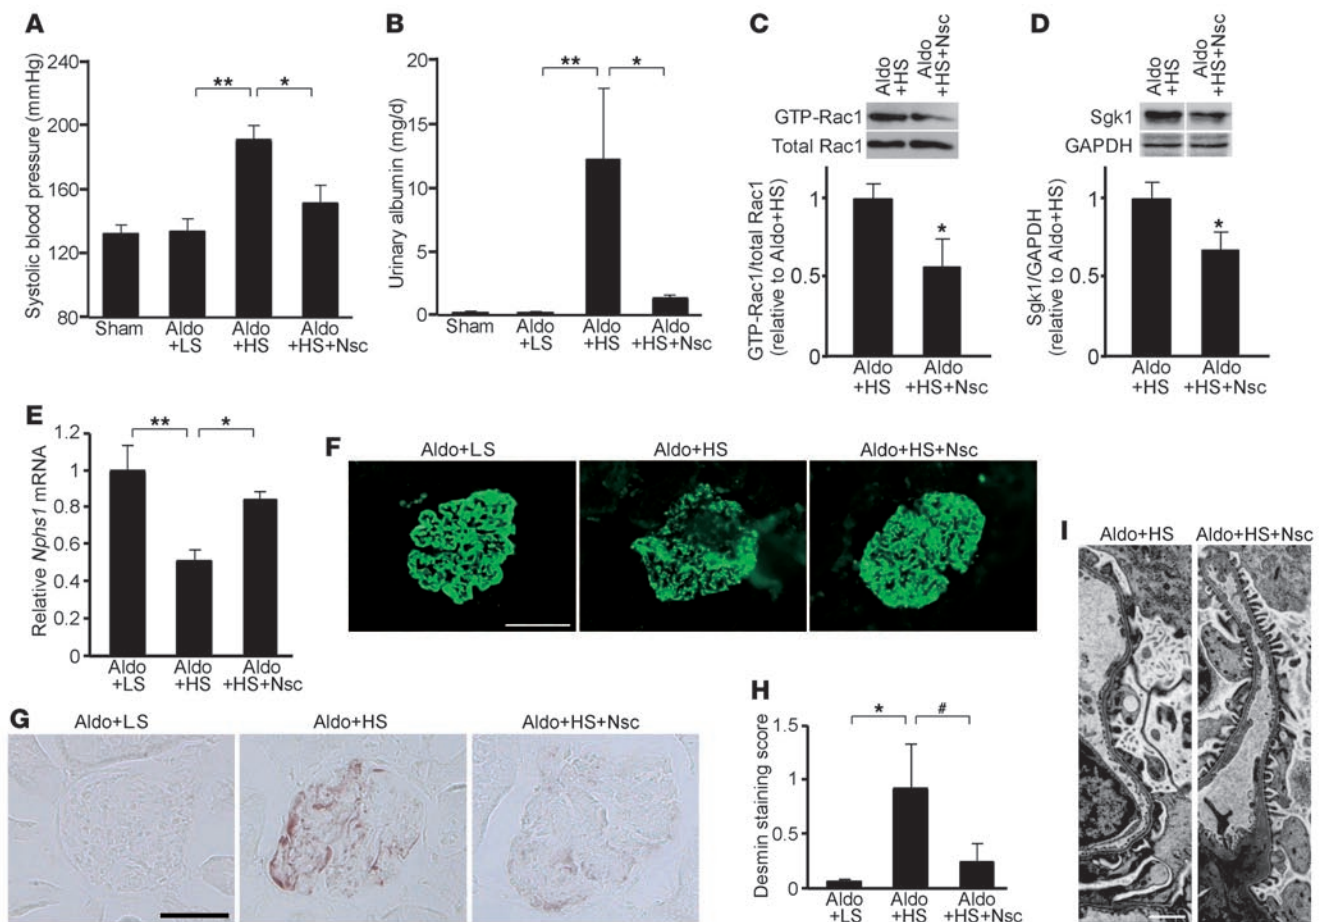 A
Systolic blood pressure (mmHg)
240
200
160
120
80
** *
Sham Aldo +LS Aldo +HS Aldo +HS+Nsc
B
Urinary albumin (mg/d)
20
15
10
5
0
** *
Sham Aldo +LS Aldo +HS Aldo +HS+Nsc
C
Aldo +HS Aldo +HS+Nsc
GTP-Rac1
Total Rac1
GTP-Rac1/total Rac1
(relative to Aldo+HS)
1
0.5
0
*
Aldo +HS Aldo +HS+Nsc
D
Aldo +HS Aldo +HS+Nsc
Sgk1
GAPDH
Sgk1/GAPDH
(relative to Aldo+HS)
1
0.5
0
*
Aldo +HS Aldo +HS+Nsc
E
Relative Nphs1 mRNA
1.2
1
0.8
0.6
0.4
0.2
0
** *
Aldo +LS Aldo +HS Aldo +HS+Nsc
F
Aldo+LS Aldo+HS Aldo+HS+Nsc
G
Aldo+LS Aldo+HS Aldo+HS+Nsc
H
Desmin staining score
1.5
1
0.5
0
* #
Aldo +LS Aldo +HS Aldo +HS+Nsc
I
Aldo+HS Aldo+HS+Nsc